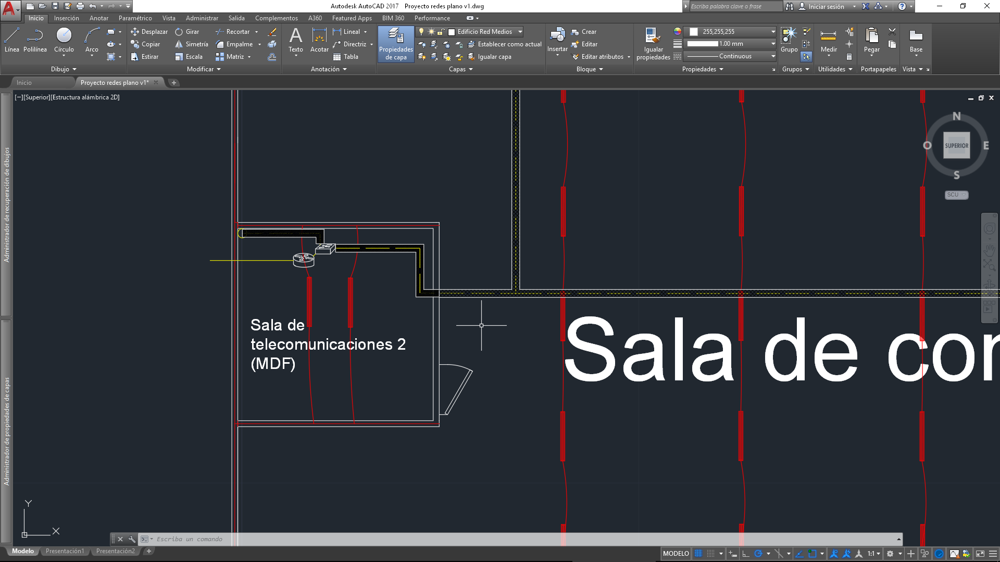 Autodesk AutoCAD 2017 Proyecto redes plano v1.dwg
Escriba palabra clave o frase
Iniciar sesión
Inicio Inserción Anotar Paramétrico Vista Administrar Salida Complementos A360 Featured Apps BIM 360 Performance
Línea Polilínea Círculo Arco
Dibujo
Desplazar Girar Recortar
Copiar Simetría Empalme
Estirar Escala Matriz
Modificar
Texto Acotar
Lineal
Directriz
Tabla
Anotación
Propiedades
de capa
Edificio Red Medios
Establecer como actual
Igualar capa
Capas
Insertar
Crear
Editar
Editar atributos
Bloque
Igualar
propiedades
255,255,255
1.00 mm
Continuous
Propiedades
Grupo
Grupos
Medir
Utilidades
Pegar
Portapapeles
Base
Vista
Inicio
Proyecto redes plano v1*
[−][Superior][Estructura alámbrica 2D]
Administrador de recuperación de dibujos
Administrador de propiedades de capas
N
O SUPERIOR E
S
SCU
Sala de
telecomunicaciones 2
(MDF)
Sala de con
Y
X
Escriba un comando
Modelo Presentación1 Presentación2
MODELO
1:1